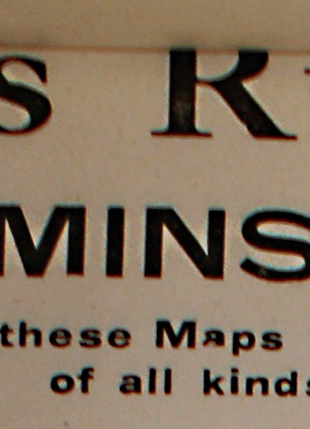 s R
MINS
these Maps
of all kinds